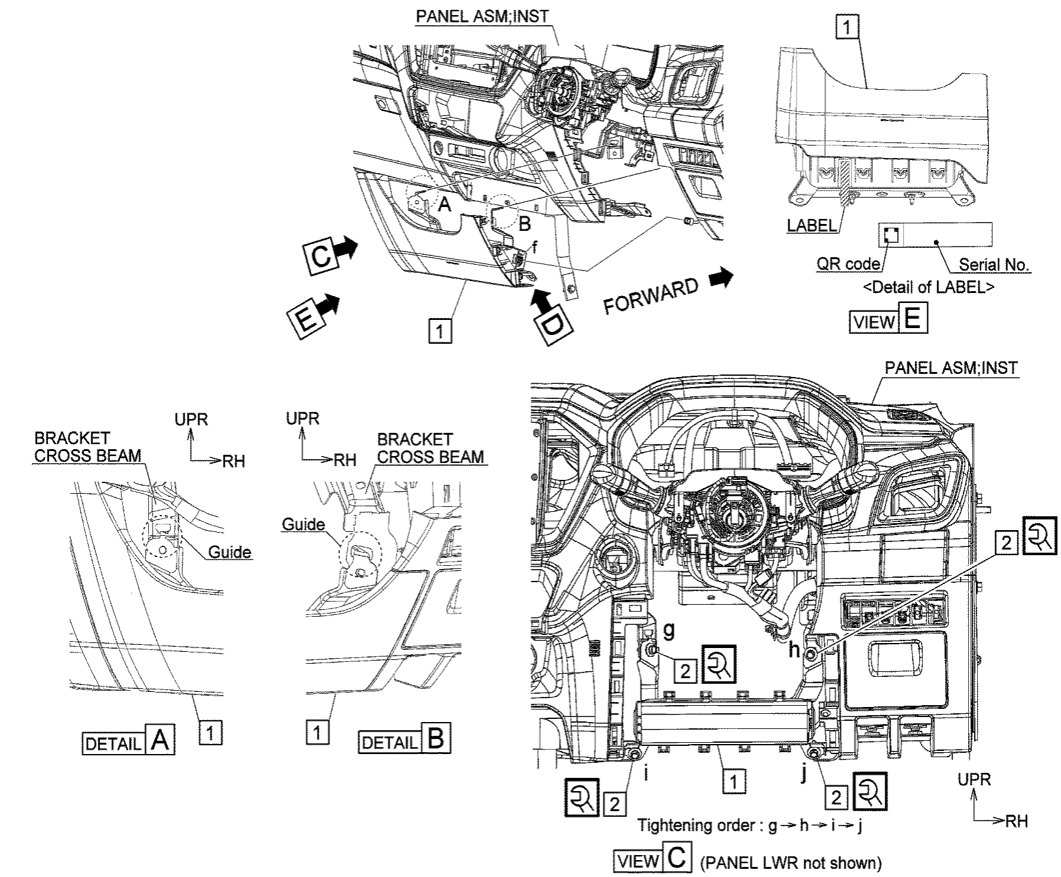 PANEL ASM;INST
A
B
f
C
E
D
FORWARD
1
1
LABEL
QR code
Serial No.
<Detail of LABEL>
VIEW E
UPR
RH
BRACKET
CROSS BEAM
Guide
1
DETAIL A
UPR
RH
BRACKET
CROSS BEAM
Guide
1
DETAIL B
PANEL ASM;INST
2
g
2
h
i
1
j
2
2
UPR
RH
Tightening order : g→h→i→j
VIEW C (PANEL LWR not shown)